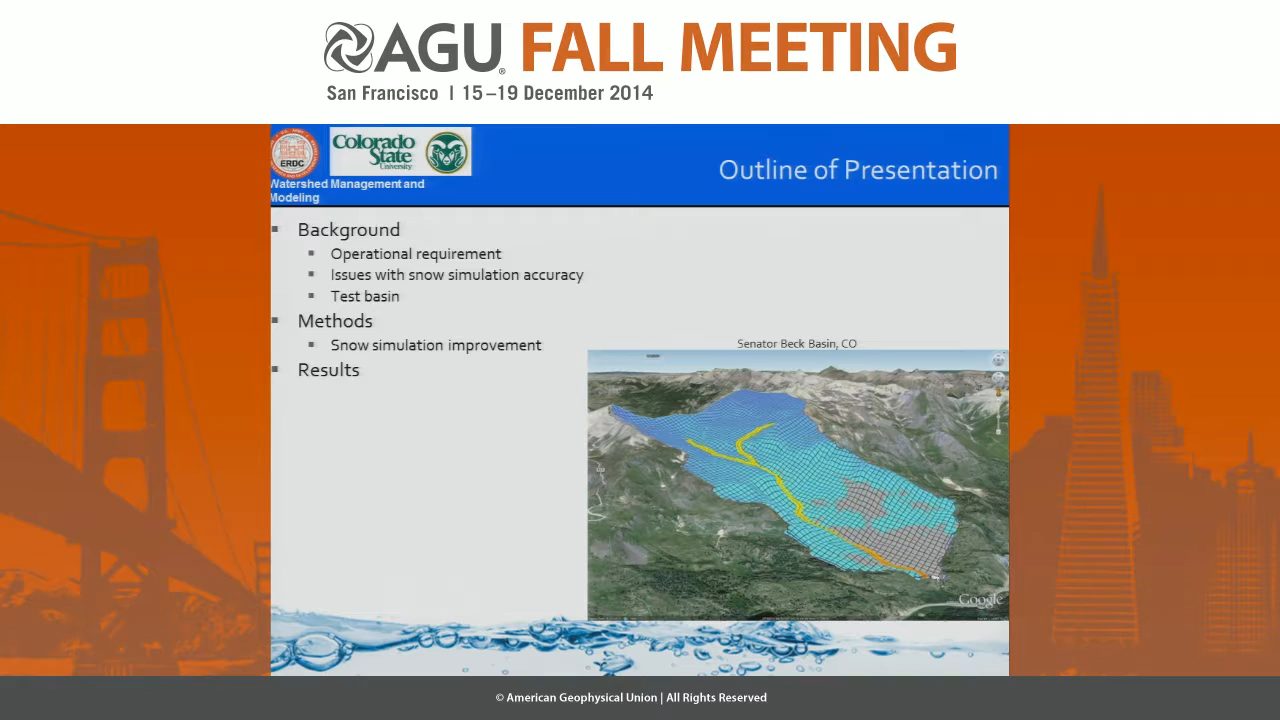 AGU FALL MEETING
San Francisco | 15–19 December 2014
ERDC
Colorado
State
University
Watershed Management and
Modeling
Outline of Presentation
▪ Background
▪ Operational requirement
▪ Issues with snow simulation accuracy
▪ Test basin
▪ Methods
▪ Snow simulation improvement
▪ Results
Senator Beck Basin, CO
Google
© American Geophysical Union | All Rights Reserved